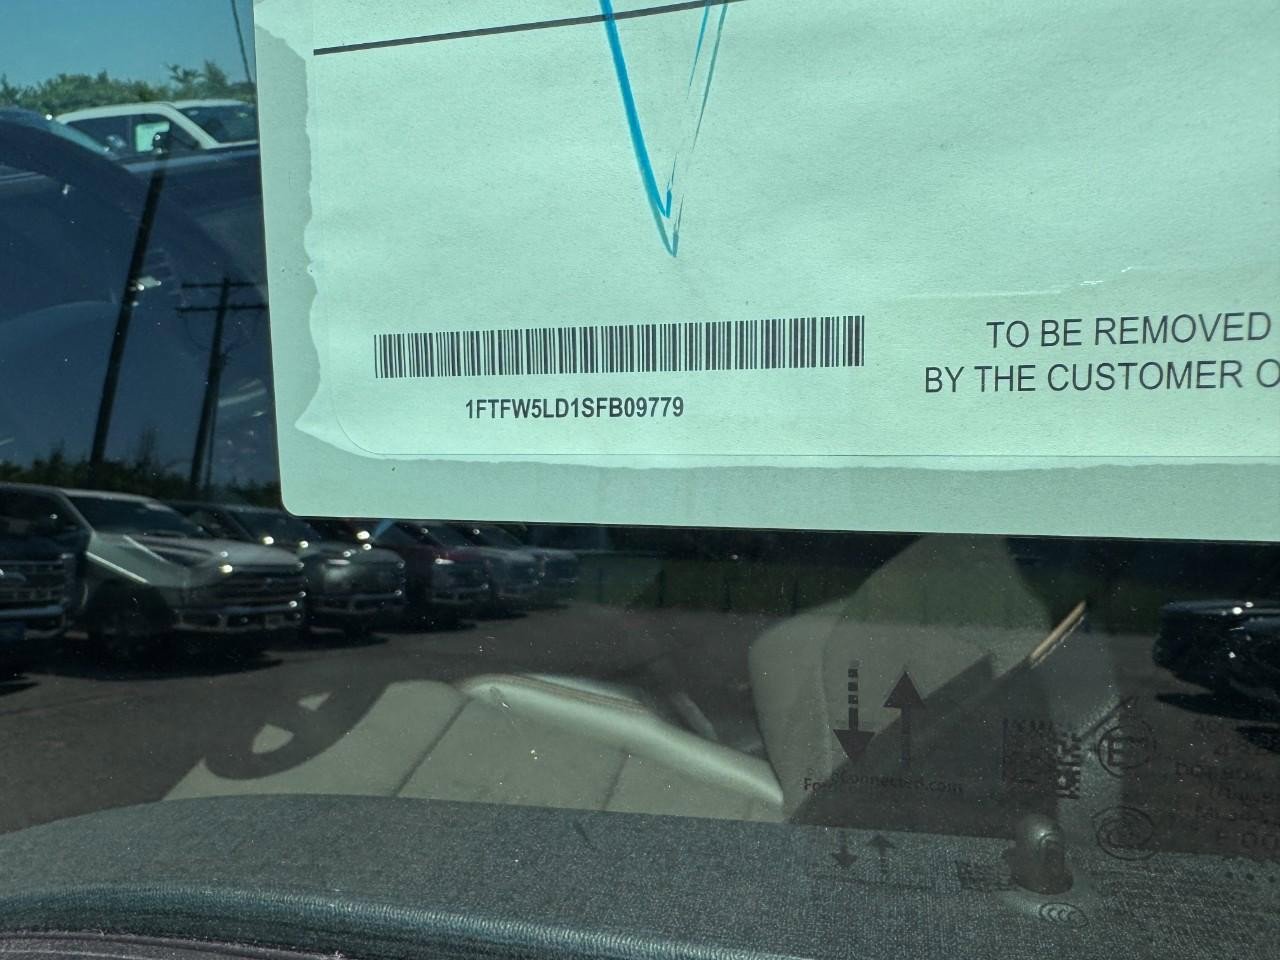 TO BE REMOVED
BY THE CUSTOMER O
1FTFW5LD1SFB09779